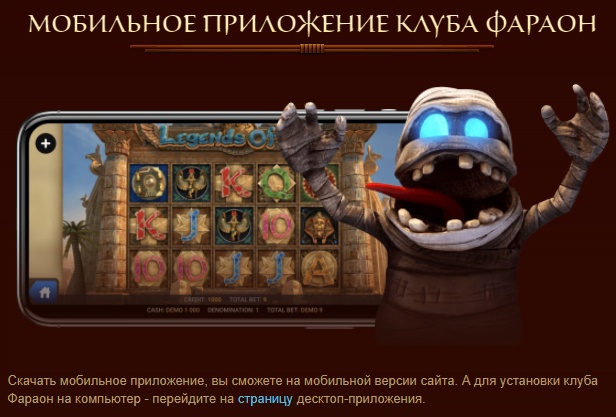 МОБИЛЬНОЕ ПРИЛОЖЕНИЕ КЛУБА ФАРАОН
Legends Of
CREDIT: 1000 TOTAL BET: 9
CASH: DEMO 1 000 DENOMINATION: 1 TOTAL BET: DEMO 9
Скачать мобильное приложение, вы сможете на мобильной версии сайта. А для установки клуба
Фараон на компьютер - перейдите на страницу десктоп-приложения.